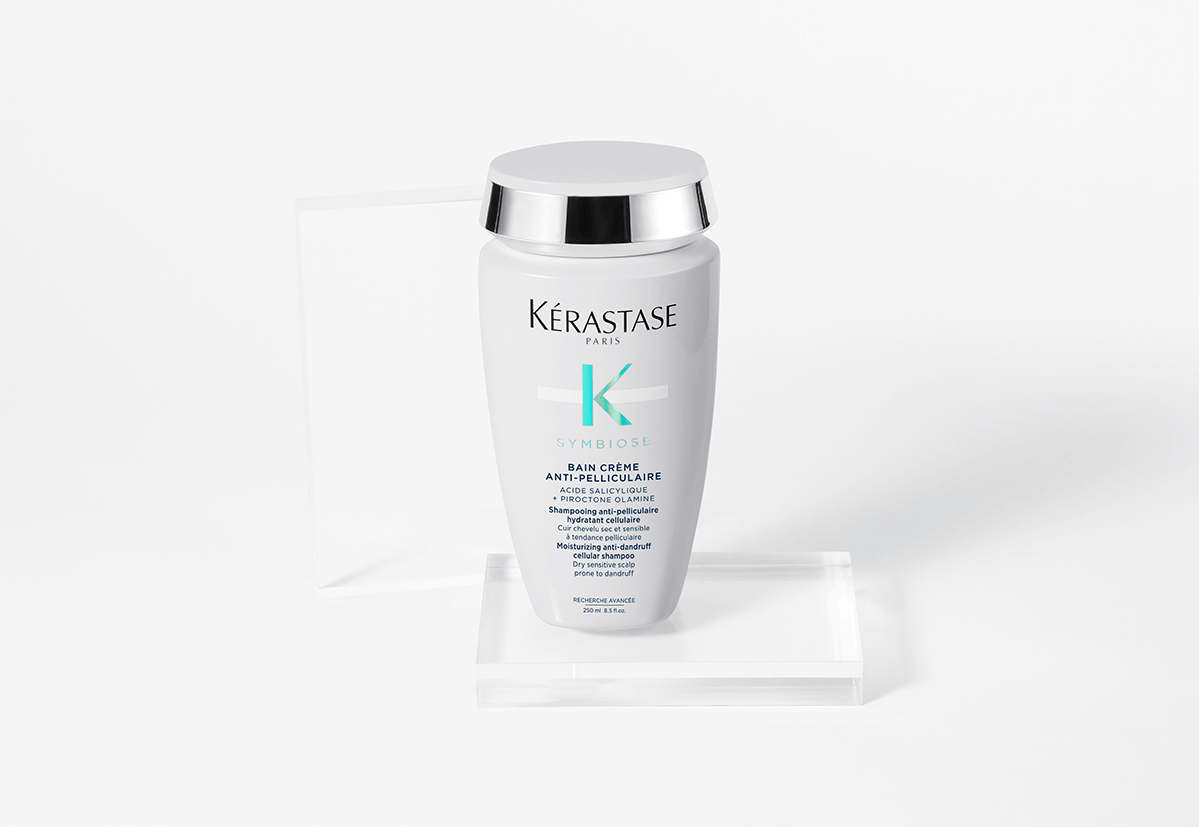 KÉRASTASE
PARIS
K
SYMBIOSE
BAIN CRÈME
ANTI-PELLICULAIRE
ACIDE SALICYLIQUE
+ PIROCTONE OLAMINE
Shampooing anti-pelliculaire
hydratant cellulaire
Cuir chevelu sec et sensible
à tendance pelliculaire
Moisturizing anti-dandruff
cellular shampoo
Dry sensitive scalp
prone to dandruff
RECHERCHE AVANCÉE
250 ml 8.5 fl.oz.